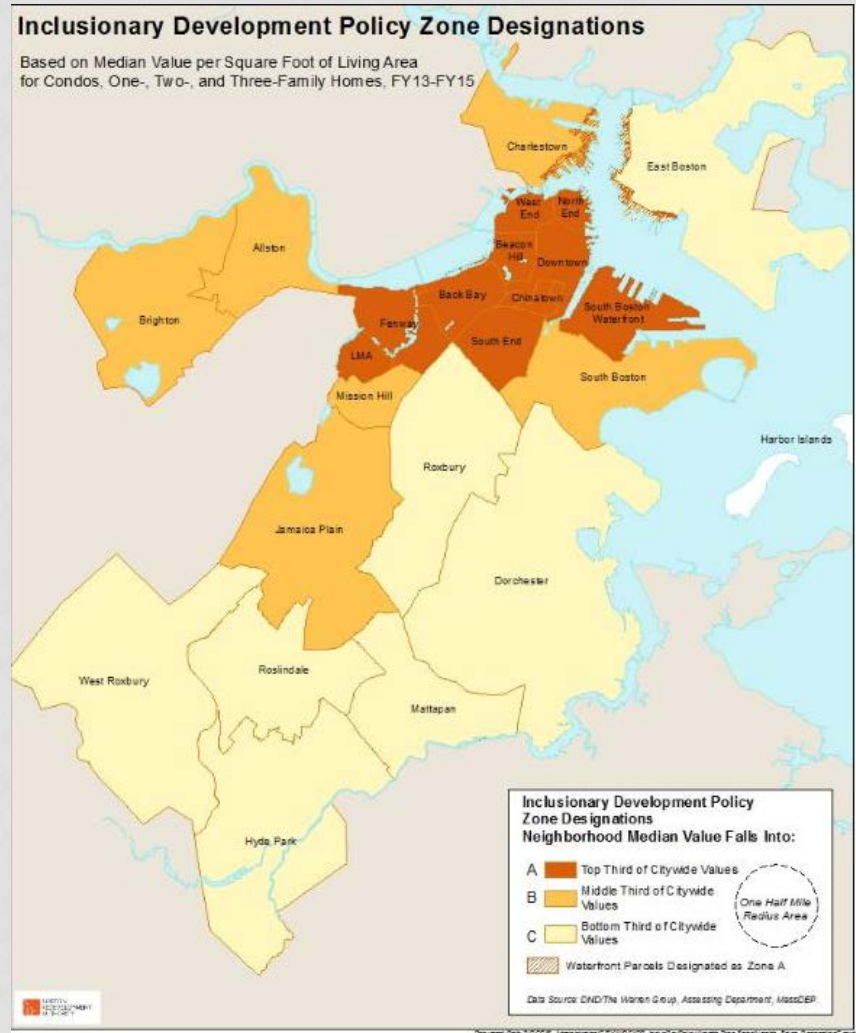 Inclusionary Development Policy Zone Designations
Based on Median Value per Square Foot of Living Area
for Condos, One-, Two-, and Three-Family Homes, FY13-FY15
Charlestown
East Boston
West
End
North
End
Allston
Beacon
Hill
Downtown
Back Bay
Chinatown
South Boston
Waterfront
Brighton
Fenway
South End
LMA
South Boston
Mission Hill
Harbor Islands
Roxbury
Jamaica Plain
Dorchester
Roslindale
West Roxbury
Mattapan
Hyde Park
Inclusionary Development Policy
Zone Designations
Neighborhood Median Value Falls Into:
A Top Third of Citywide Values
B Middle Third of Citywide
Values
C Bottom Third of Citywide
Values
One Half Mile
Radius Area
Waterfront Parcels Designated as Zone A
Data Source: DND/The Warren Group, Assessing Department, MassDEP
BOSTON
REDEVELOPMENT
AUTHORITY